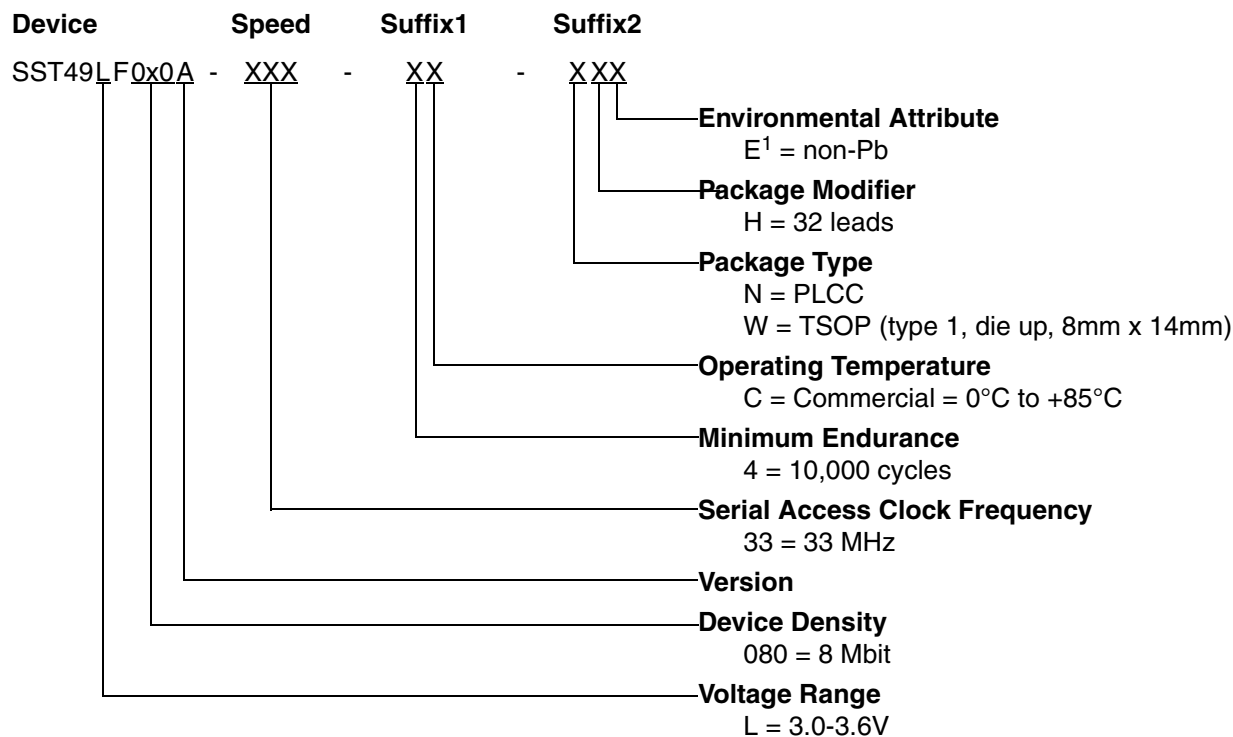 Device Speed Suffix1 Suffix2
SST49LF0x0A - XXX - XX - XXX
Environmental Attribute
E1 = non-Pb
Package Modifier
H = 32 leads
Package Type
N = PLCC
W = TSOP (type 1, die up, 8mm x 14mm)
Operating Temperature
C = Commercial = 0°C to +85°C
Minimum Endurance
4 = 10,000 cycles
Serial Access Clock Frequency
33 = 33 MHz
Version
Device Density
080 = 8 Mbit
Voltage Range
L = 3.0-3.6V